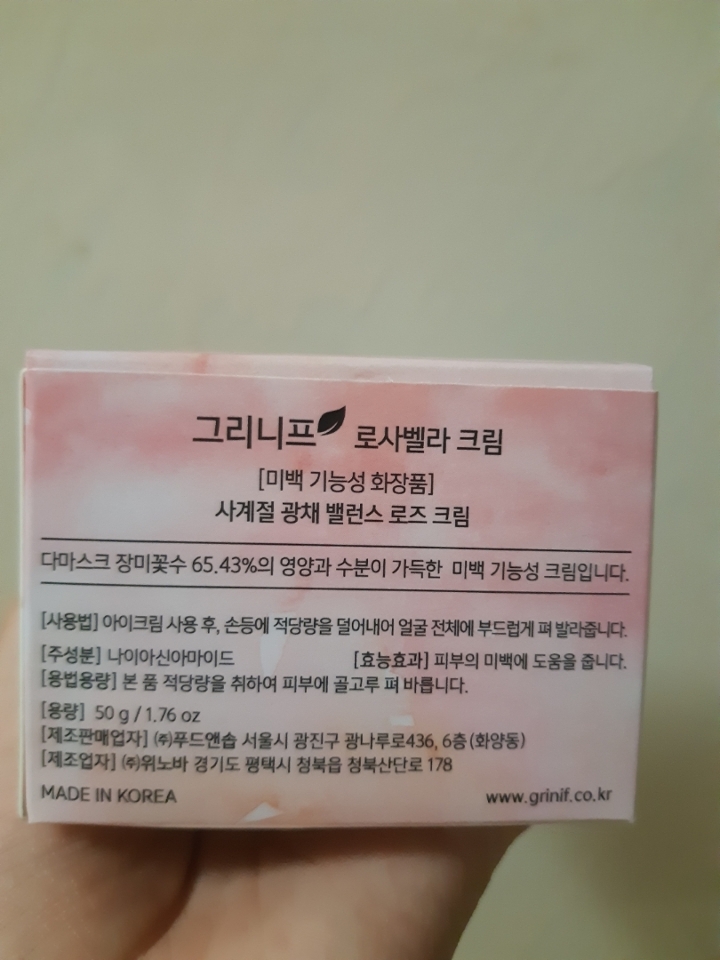 그리니프 로사벨라 크림
[미백 기능성 화장품]
사계절 광채 밸런스 로즈 크림
다마스크 장미꽃수 65.43%의 영양과 수분이 가득한 미백 기능성 크림입니다.
[사용법] 아이크림 사용 후, 손등에 적당량을 덜어내어 얼굴 전체에 부드럽게 펴 발라줍니다.
[주성분] 나이아신아마이드 [효능효과] 피부의 미백에 도움을 줍니다.
[용법용량] 본 품 적당량을 취하여 피부에 골고루 펴 바릅니다.
[용량] 50 g / 1.76 oz
[제조판매업자] ㈜푸드앤솝 서울시 광진구 광나루로436, 6층 (화양동)
[제조업자] ㈜위노바 경기도 평택시 청북읍 청북산단로 178
MADE IN KOREA www.grinif.co.kr